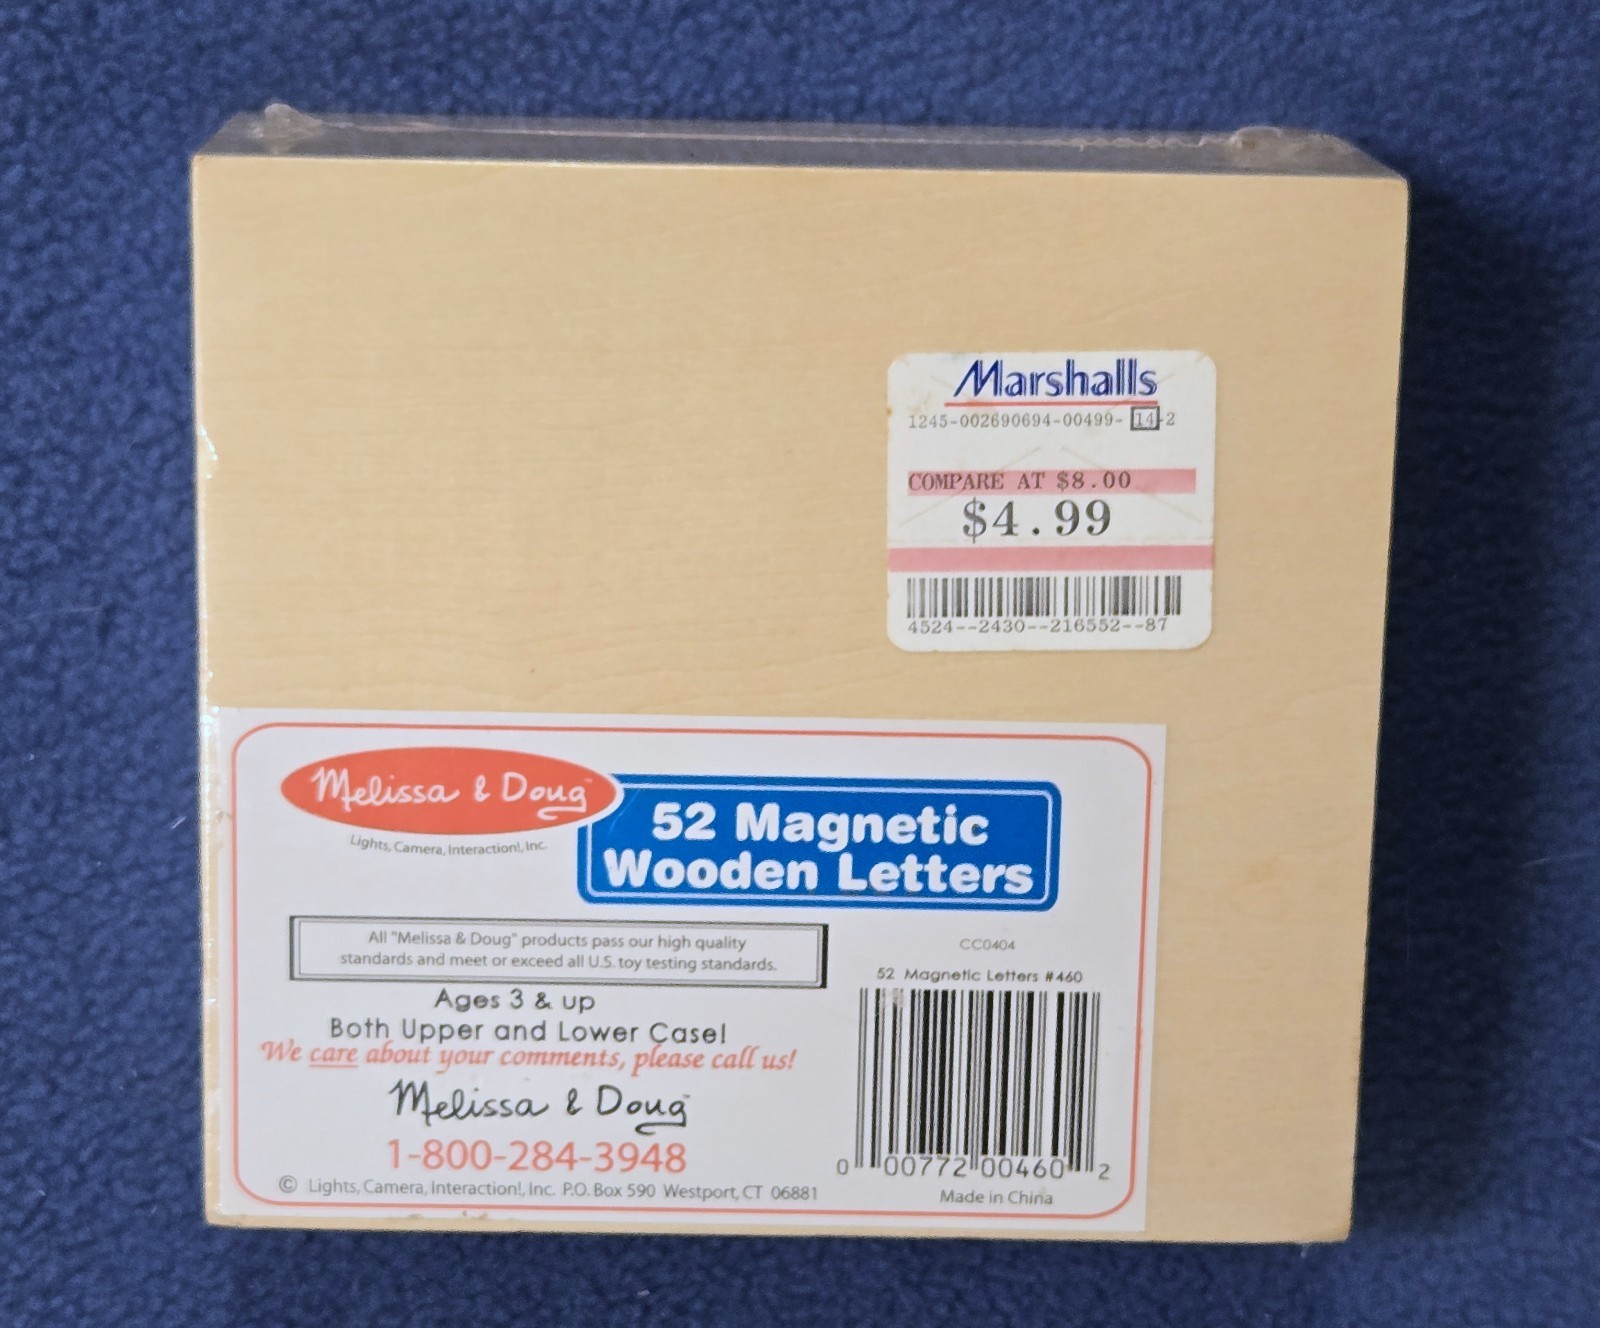 Marshalls
1245-002690694-00499- 14-2
COMPARE AT $8.00
$4.99
4524--2430--216552--87
Melissa & Doug™
Lights, Camera, Interaction!, Inc.
52 Magnetic
Wooden Letters
All "Melissa & Doug" products pass our high quality
standards and meet or exceed all U.S. toy testing standards.
Ages 3 & up
Both Upper and Lower Case!
We care about your comments, please call us!
Melissa & Doug™
1-800-284-3948
© Lights, Camera, Interaction!, Inc. P.O. Box 590 Westport, CT 06881
CC0404
52 Magnetic Letters #460
0 00772 00460 2
Made in China